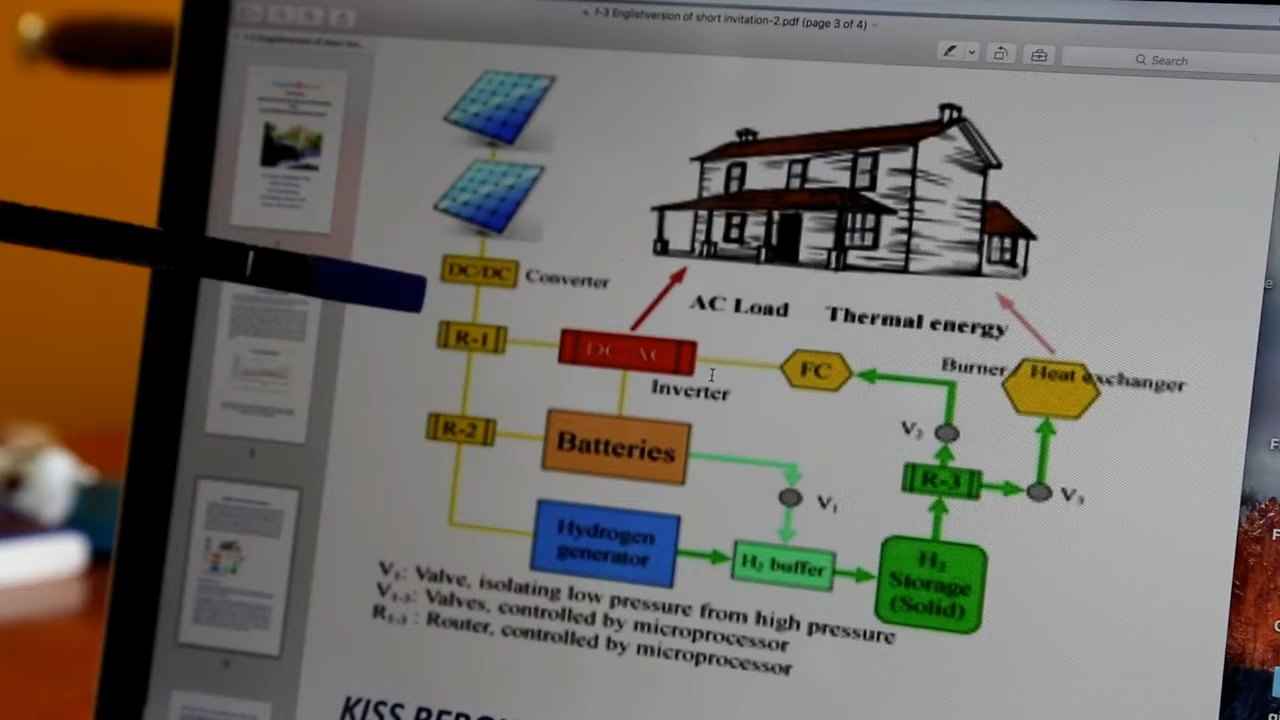 f-3 Englishversion of short invitation-2.pdf (page 3 of 4)
Search
DC/DC
Converter
R-1
DC AC
Inverter
AC Load
Thermal energy
FC
Burner
Heat exchanger
R-2
Batteries
V2
V1
R-3
V3
Hydrogen
generator
H2 buffer
H2
Storage
(Solid)
V1: Valve, isolating low pressure from high pressure
V1-3: Valves, controlled by microprocessor
R1-3 : Router, controlled by microprocessor
KISS